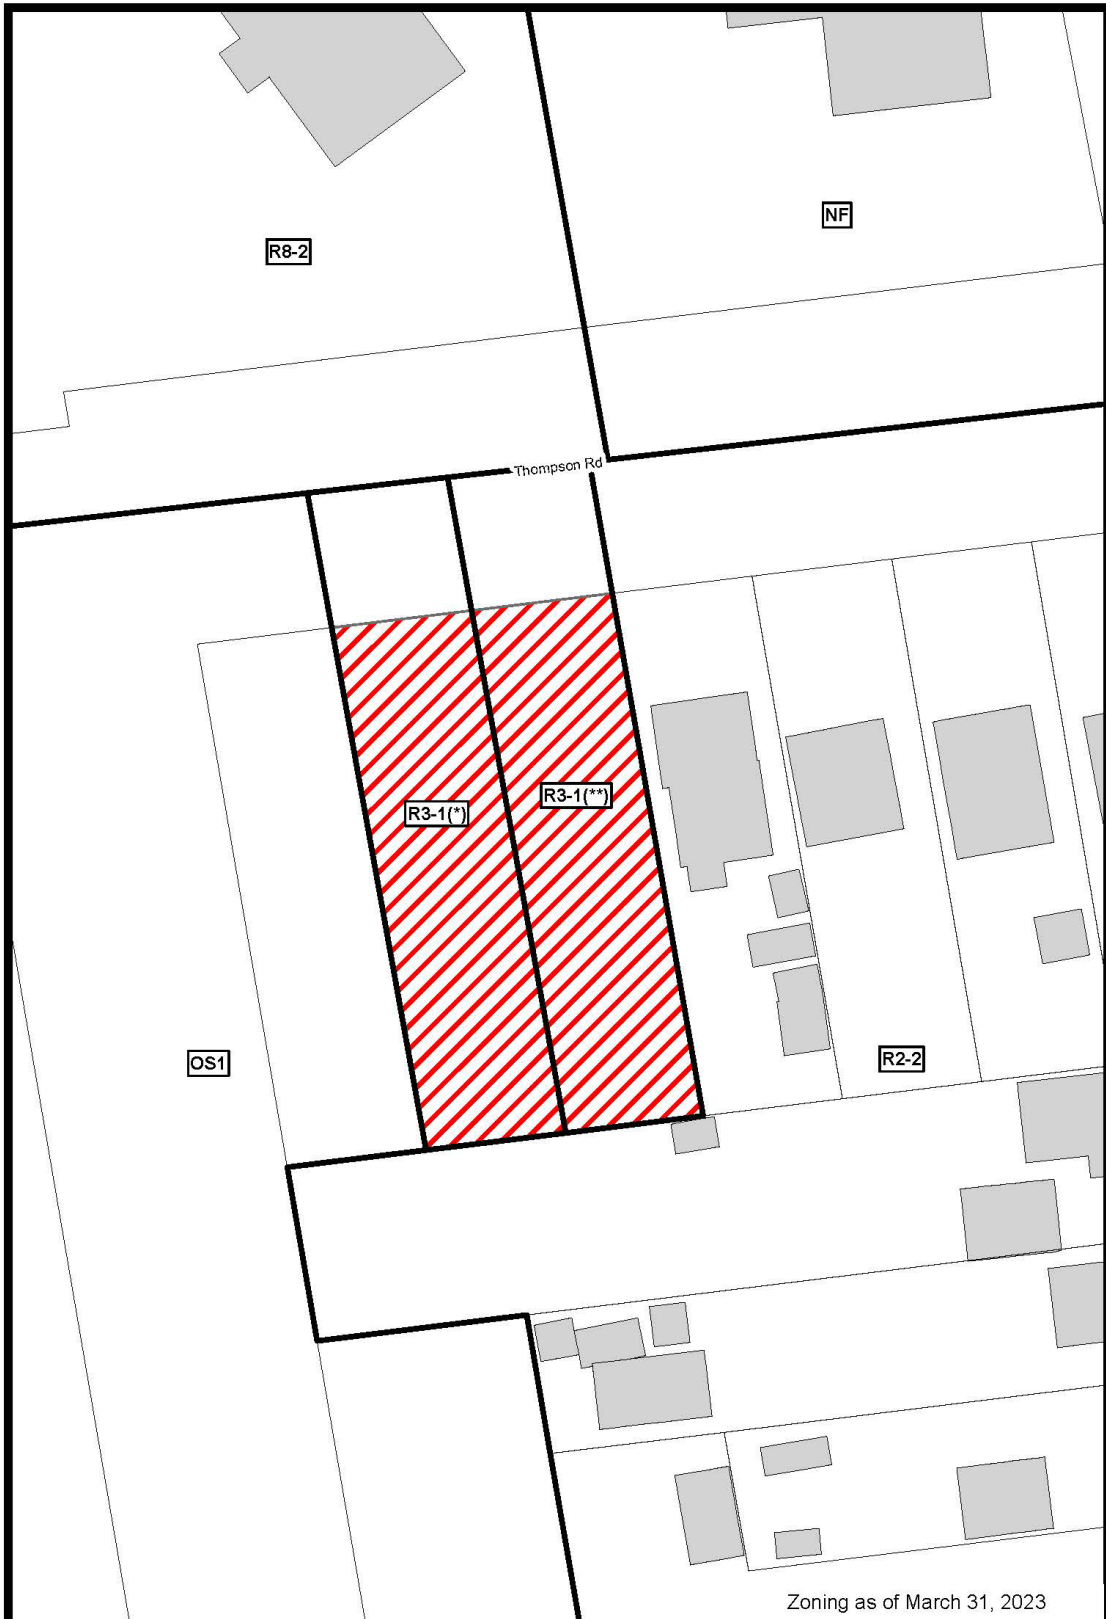 NF
R8-2
Thompson Rd
R3-1(**)
R3-1(*)
OS1
R2-2
Zoning as of March 31, 2023